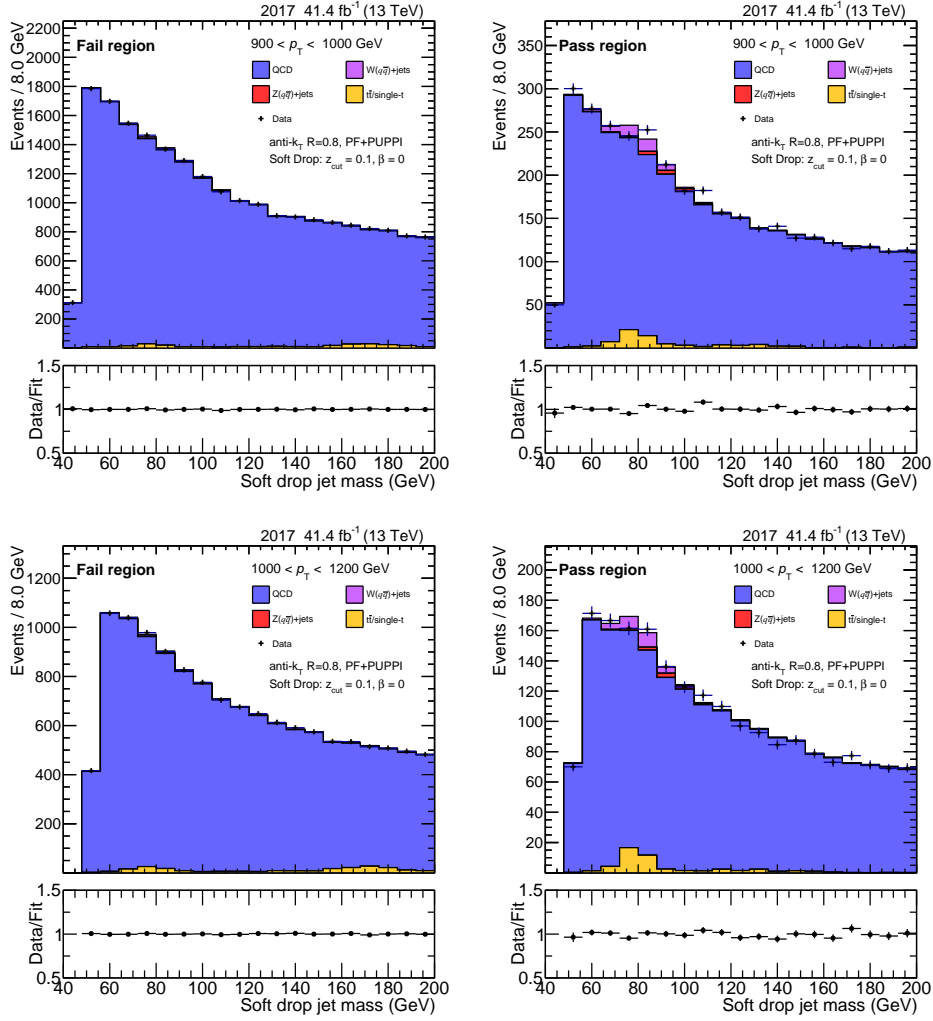 2017 41.4 fb-1 (13 TeV)
Events / 8.0 GeV
2200
2000
1800
1600
1400
1200
1000
800
600
400
200
Fail region
900 < pT < 1000 GeV
QCD
W(qq̅)+jets
Z(qq̅)+jets
tt̅/single-t
Data
anti-kT R=0.8, PF+PUPPI
Soft Drop: zcut = 0.1, β = 0
Data/Fit
1.5
1
0.5
40 60 80 100 120 140 160 180 200
Soft drop jet mass (GeV)
2017 41.4 fb-1 (13 TeV)
Events / 8.0 GeV
350
300
250
200
150
100
50
Pass region
900 < pT < 1000 GeV
QCD
W(qq̅)+jets
Z(qq̅)+jets
tt̅/single-t
Data
anti-kT R=0.8, PF+PUPPI
Soft Drop: zcut = 0.1, β = 0
Data/Fit
1.5
1
0.5
40 60 80 100 120 140 160 180 200
Soft drop jet mass (GeV)
2017 41.4 fb-1 (13 TeV)
Events / 8.0 GeV
1200
1000
800
600
400
200
Fail region
1000 < pT < 1200 GeV
QCD
W(qq̅)+jets
Z(qq̅)+jets
tt̅/single-t
Data
anti-kT R=0.8, PF+PUPPI
Soft Drop: zcut = 0.1, β = 0
Data/Fit
1.5
1
0.5
40 60 80 100 120 140 160 180 200
Soft drop jet mass (GeV)
2017 41.4 fb-1 (13 TeV)
Events / 8.0 GeV
200
180
160
140
120
100
80
60
40
20
Pass region
1000 < pT < 1200 GeV
QCD
W(qq̅)+jets
Z(qq̅)+jets
tt̅/single-t
Data
anti-kT R=0.8, PF+PUPPI
Soft Drop: zcut = 0.1, β = 0
Data/Fit
1.5
1
0.5
40 60 80 100 120 140 160 180 200
Soft drop jet mass (GeV)